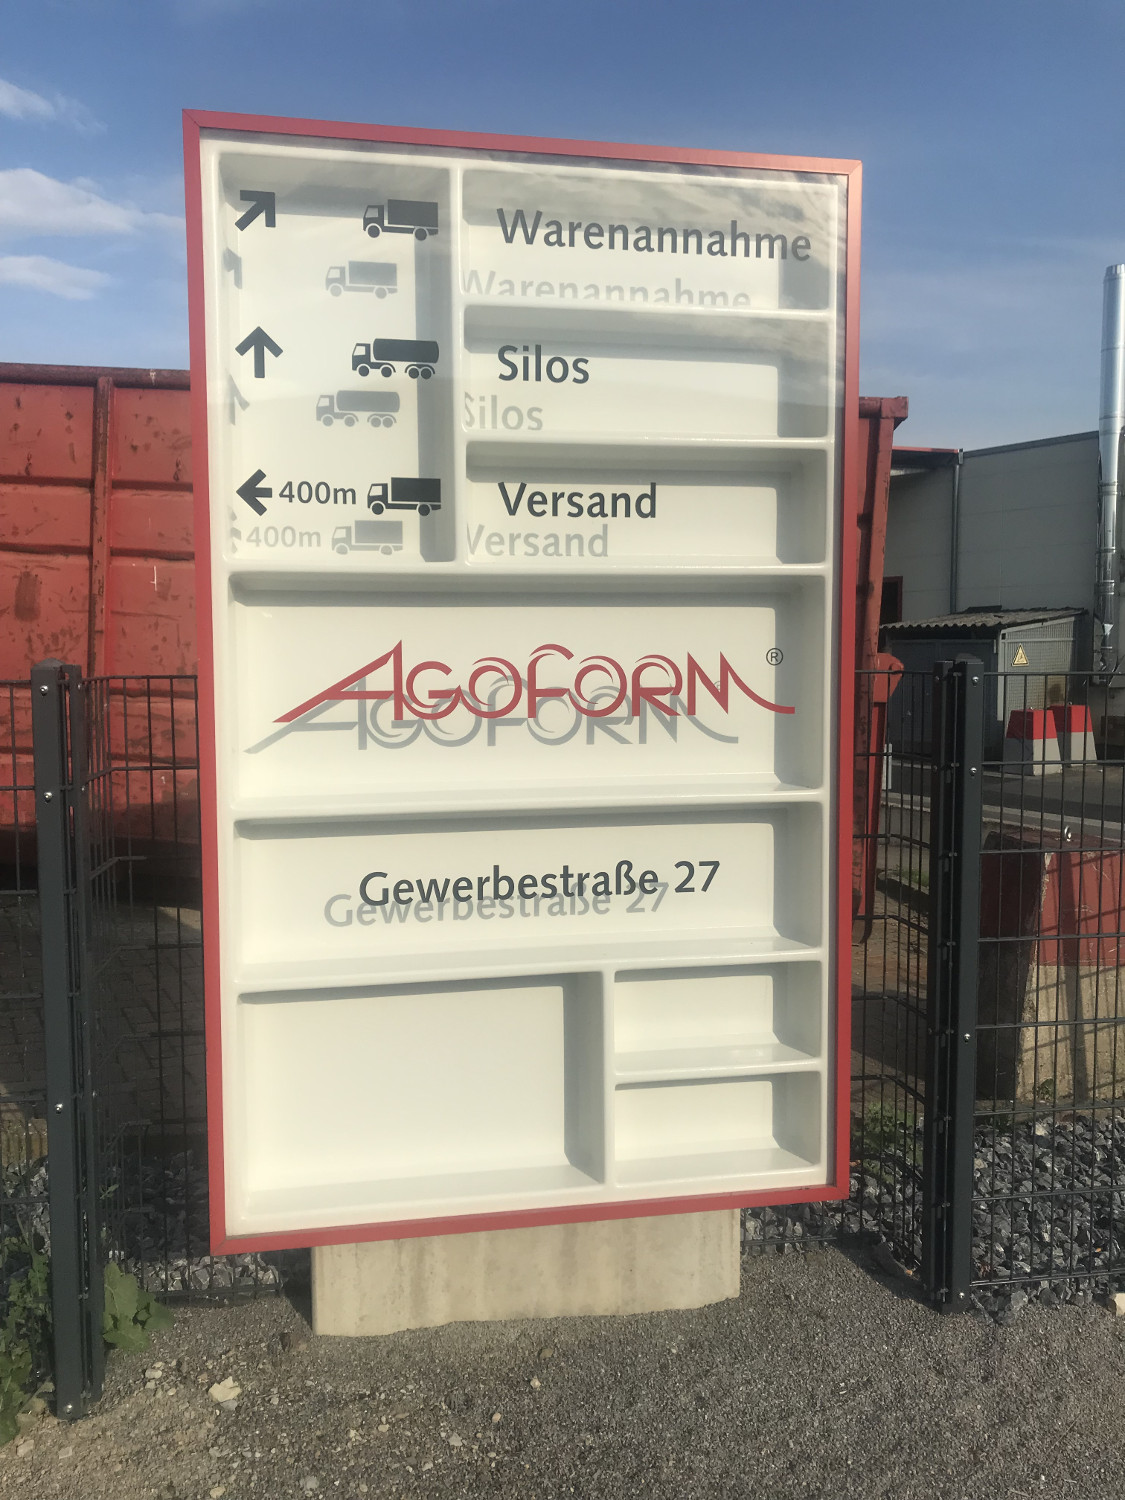 Warenannahme
Silos
400m Versand
AGOFORM®
Gewerbestraße 27